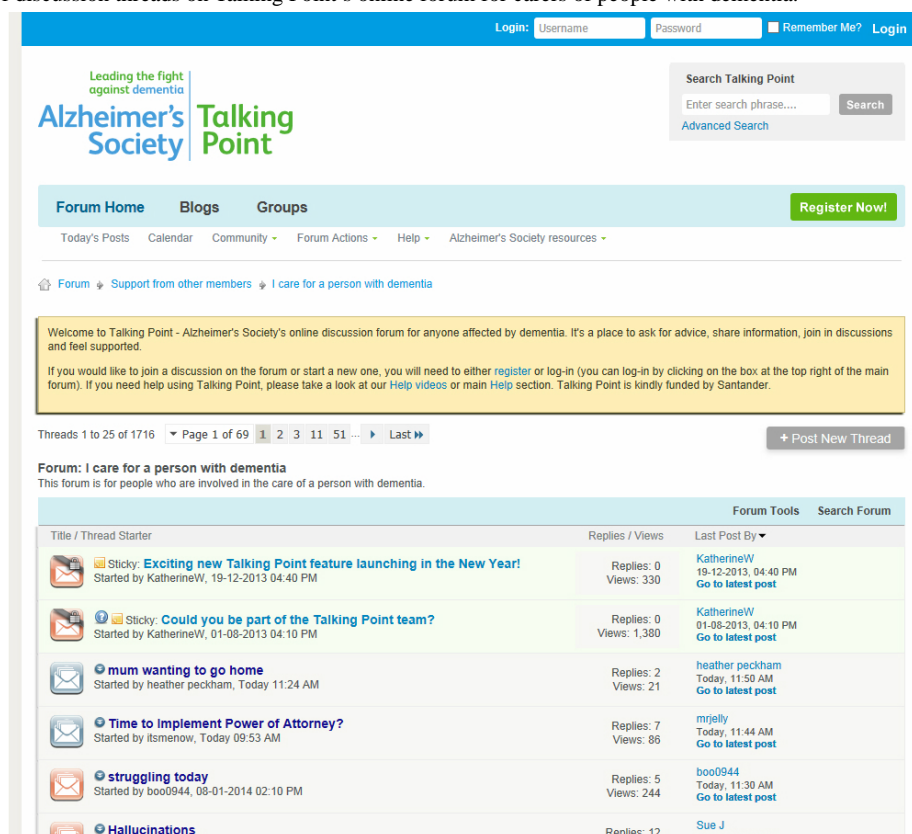 discussion threads on Talking Point's online forum for carers of people with dementia.
Login: Username Password Remember Me? Login
Leading the fight
against dementia
Alzheimer's Society Talking Point
Search Talking Point
Enter search phrase.... Search
Advanced Search
Forum Home Blogs Groups Register Now!
Today's Posts Calendar Community Forum Actions Help Alzheimer's Society resources
Forum Support from other members I care for a person with dementia
Welcome to Talking Point - Alzheimer's Society's online discussion forum for anyone affected by dementia. It's a place to ask for advice, share information, join in discussions
and feel supported.
If you would like to join a discussion on the forum or start a new one, you will need to either register or log-in (you can log-in by clicking on the box at the top right of the main
forum). If you need help using Talking Point, please take a look at our Help videos or main Help section. Talking Point is kindly funded by Santander.
Threads 1 to 25 of 1716 Page 1 of 69 1 2 3 11 51 ... Last
+ Post New Thread
Forum: I care for a person with dementia
This forum is for people who are involved in the care of a person with dementia.
Forum Tools Search Forum
Title / Thread Starter Replies / Views Last Post By
Sticky: Exciting new Talking Point feature launching in the New Year!
Started by KatherineW, 19-12-2013 04:40 PM
Replies: 0
Views: 330
KatherineW
19-12-2013, 04:40 PM
Go to latest post
Sticky: Could you be part of the Talking Point team?
Started by KatherineW, 01-08-2013 04:10 PM
Replies: 0
Views: 1,380
KatherineW
01-08-2013, 04:10 PM
Go to latest post
mum wanting to go home
Started by heather peckham, Today 11:24 AM
Replies: 2
Views: 21
heather peckham
Today, 11:50 AM
Go to latest post
Time to Implement Power of Attorney?
Started by itsmenow, Today 09:53 AM
Replies: 7
Views: 86
mrjelly
Today, 11:44 AM
Go to latest post
struggling today
Started by boo0944, 08-01-2014 02:10 PM
Replies: 5
Views: 244
boo0944
Today, 11:30 AM
Go to latest post
Hallucinations
Replies: 12
Sue J